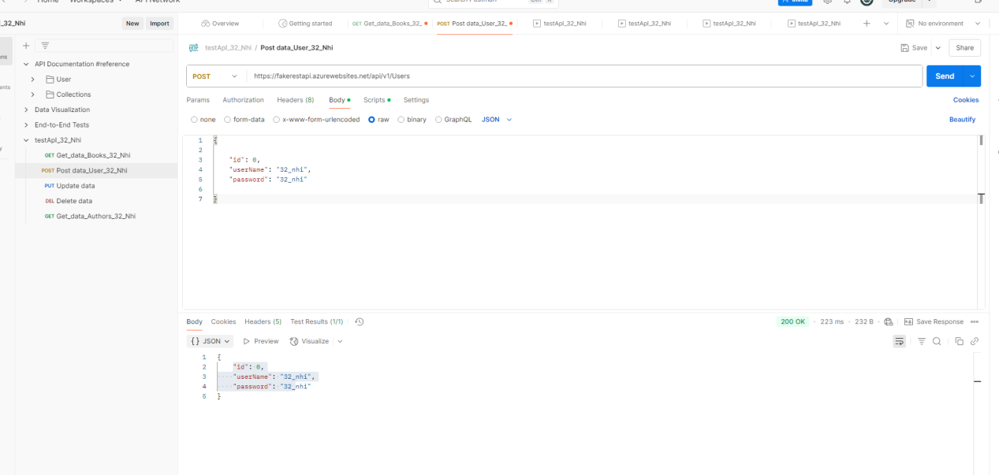 Home Workspaces API Network Search Postman Ctrl K Invite Upgrade
_32_Nhi New Import Overview Getting started GET Get_data_Books_32_ POST Post data_User_32_ testApI_32_Nhi testApI_32_Nhi testApI_32_Nhi testApI_32_Nhi No environment
testApI_32_Nhi / Post data_User_32_Nhi Save Share
API Documentation #reference
User
Collections
Data Visualization
End-to-End Tests
testApI_32_Nhi
GET Get_data_Books_32_Nhi
POST Post data_User_32_Nhi
PUT Update data
DEL Delete data
GET Get_data_Authors_32_Nhi
POST https://fakerestapi.azurewebsites.net/api/v1/Users Send
Params Authorization Headers (8) Body Scripts Settings Cookies
none form-data x-www-form-urlencoded raw binary GraphQL JSON Beautify
1 {
2
3 "id": 0,
4 "userName": "32_nhi",
5 "password": "32_nhi"
6
7 }
Body Cookies Headers (5) Test Results (1/1) 200 OK 223 ms 232 B Save Response
{} JSON Preview Visualize
1 {
2 "id": 0,
3 "userName": "32_nhi",
4 "password": "32_nhi"
5 }